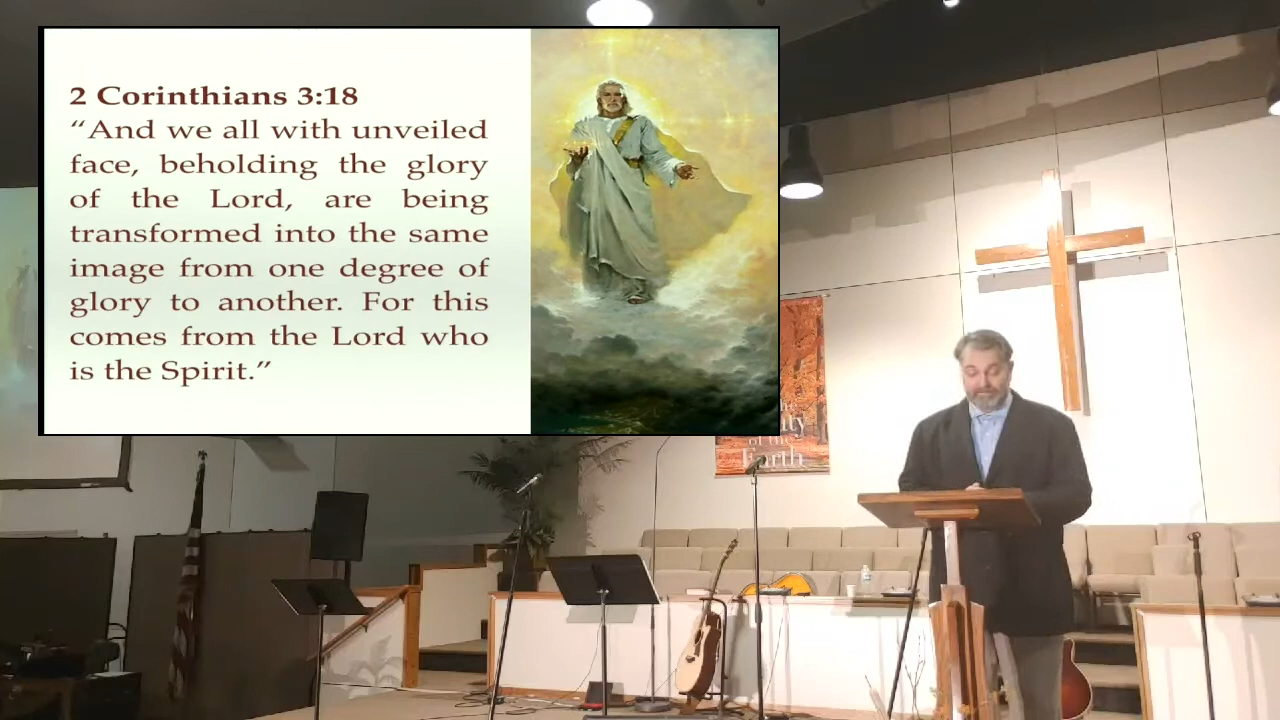 2 Corinthians 3:18
“And we all with unveiled
face, beholding the glory
of the Lord, are being
transformed into the same
image from one degree of
glory to another. For this
comes from the Lord who
is the Spirit.”
of the
Earth